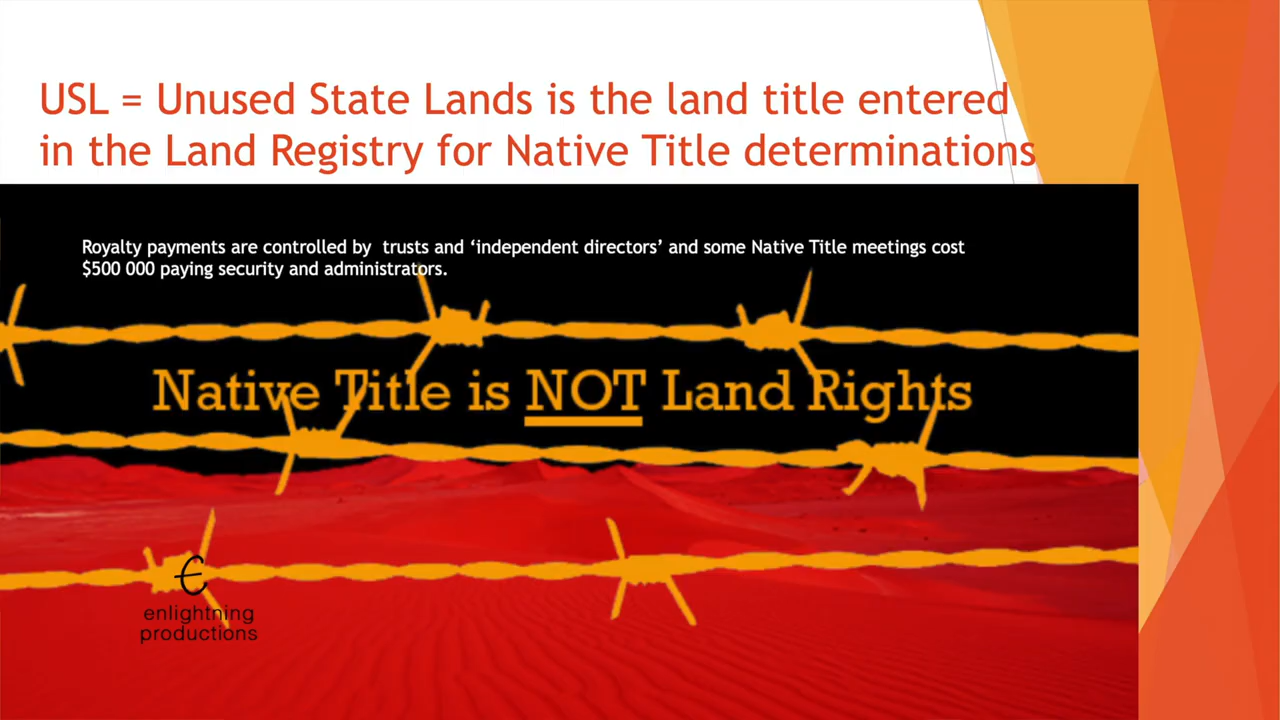 USL = Unused State Lands is the land title entered
in the Land Registry for Native Title determinations
Royalty payments are controlled by  trusts and ‘independent directors’ and some Native Title meetings cost
$500 000 paying security and administrators.
Native Title is NOT Land Rights
€
enlightning
productions